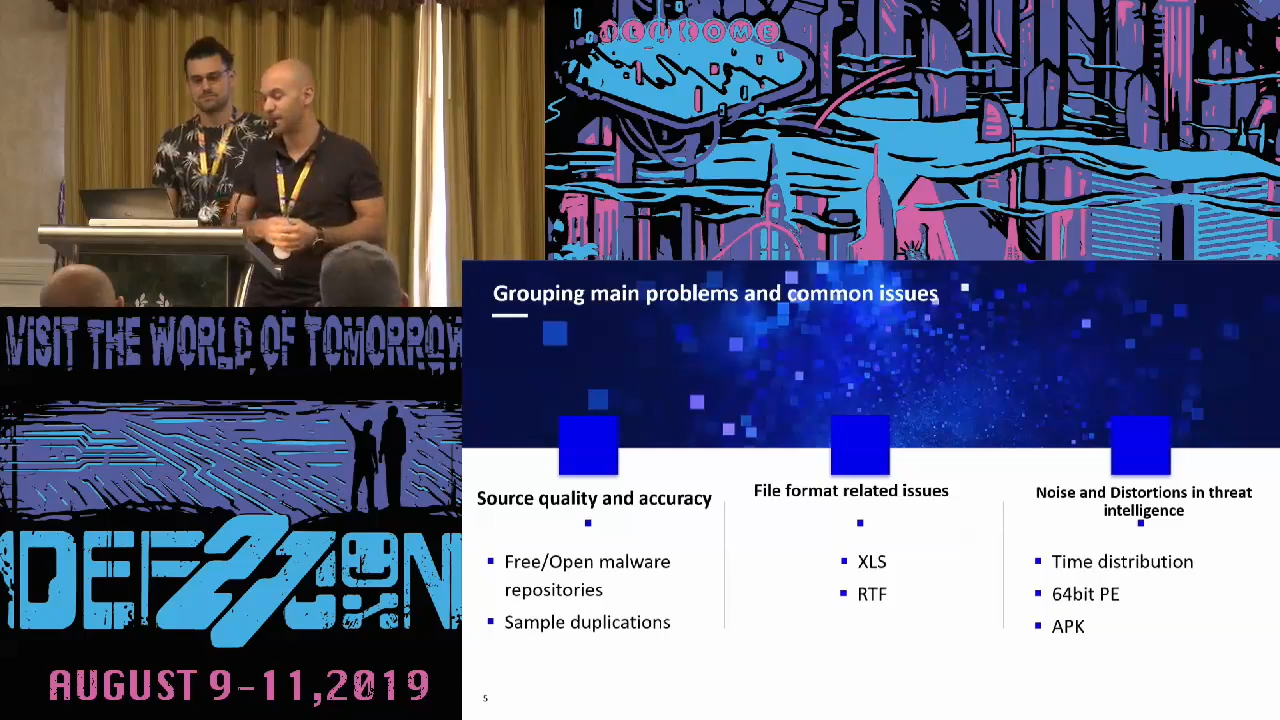 WELCOME
VISIT THE WORLD OF TOMORROW
DEF CON
27
AUGUST 9-11,2019
Grouping main problems and common issues
Source quality and accuracy
Free/Open malware
repositories
Sample duplications
File format related issues
XLS
RTF
Noise and Distortions in threat
intelligence
Time distribution
64bit PE
APK
5